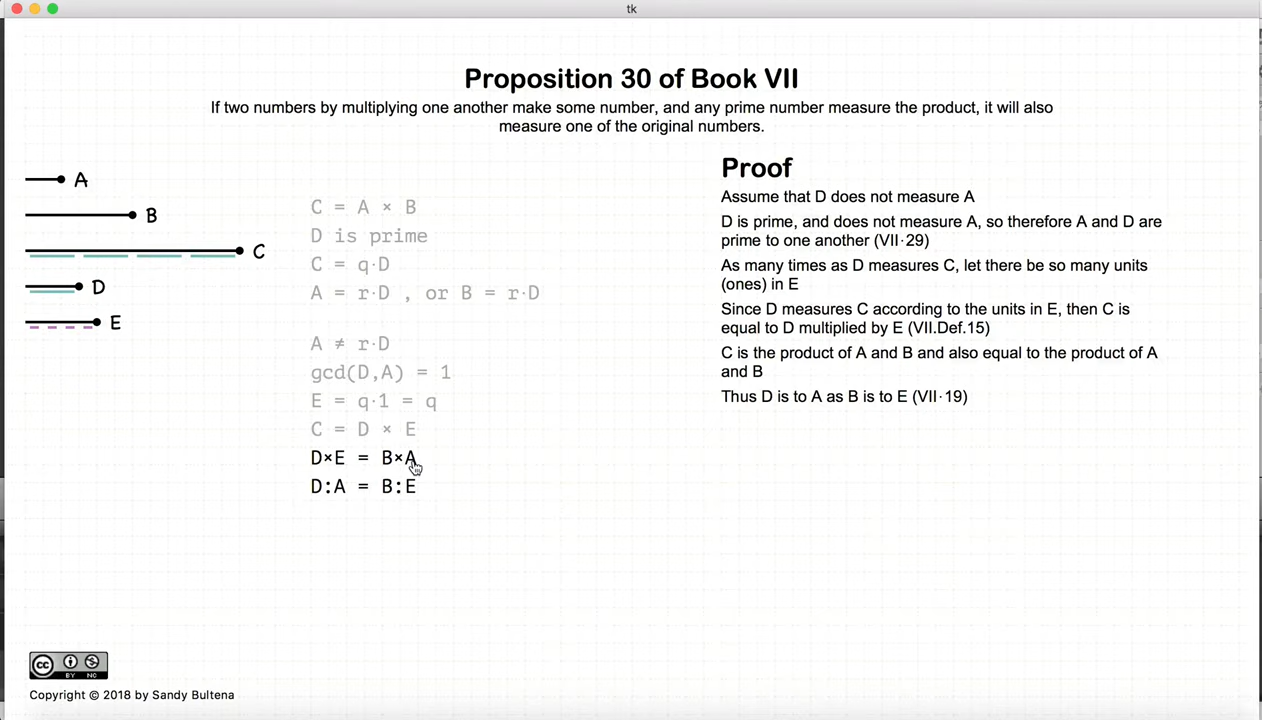 tk
Proposition 30 of Book VII
If two numbers by multiplying one another make some number, and any prime number measure the product, it will also
measure one of the original numbers.
A
B
C
D
E
C = A × B
D is prime
C = q·D
A = r·D , or B = r·D
A ≠ r·D
gcd(D,A) = 1
E = q·1 = q
C = D × E
D×E = B×A
D:A = B:E
Proof
Assume that D does not measure A
D is prime, and does not measure A, so therefore A and D are
prime to one another (VII·29)
As many times as D measures C, let there be so many units
(ones) in E
Since D measures C according to the units in E, then C is
equal to D multiplied by E (VII.Def.15)
C is the product of A and B and also equal to the product of A
and B
Thus D is to A as B is to E (VII·19)
cc
BY NC
Copyright © 2018 by Sandy Bultena